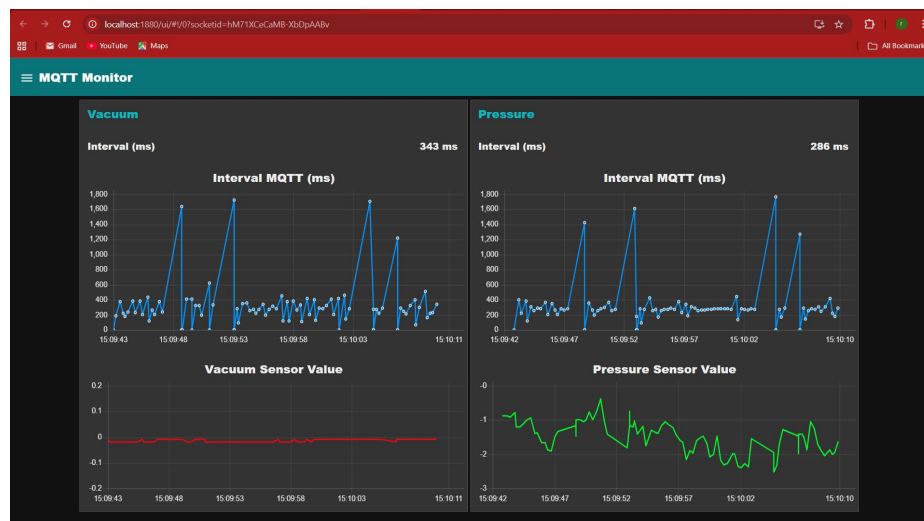 localhost:1880/ui/#!/0?socketid=hM71XCeCaMB-XbDpAABv
Gmail YouTube Maps All Bookmark
MQTT Monitor
Vacuum
Interval (ms) 343 ms
Interval MQTT (ms)
1,800
1,600
1,400
1,200
1,000
800
600
400
200
0
15:09:43 15:09:48 15:09:53 15:09:58 15:10:03 15:10:11
Vacuum Sensor Value
0.2
0.1
0
-0.1
-0.2
15:09:43 15:09:48 15:09:53 15:09:58 15:10:03 15:10:11
Pressure
Interval (ms) 286 ms
Interval MQTT (ms)
1,800
1,600
1,400
1,200
1,000
800
600
400
200
0
15:09:42 15:09:47 15:09:52 15:09:57 15:10:02 15:10:10
Pressure Sensor Value
-0
-1
-2
-3
15:09:42 15:09:47 15:09:52 15:09:57 15:10:02 15:10:10